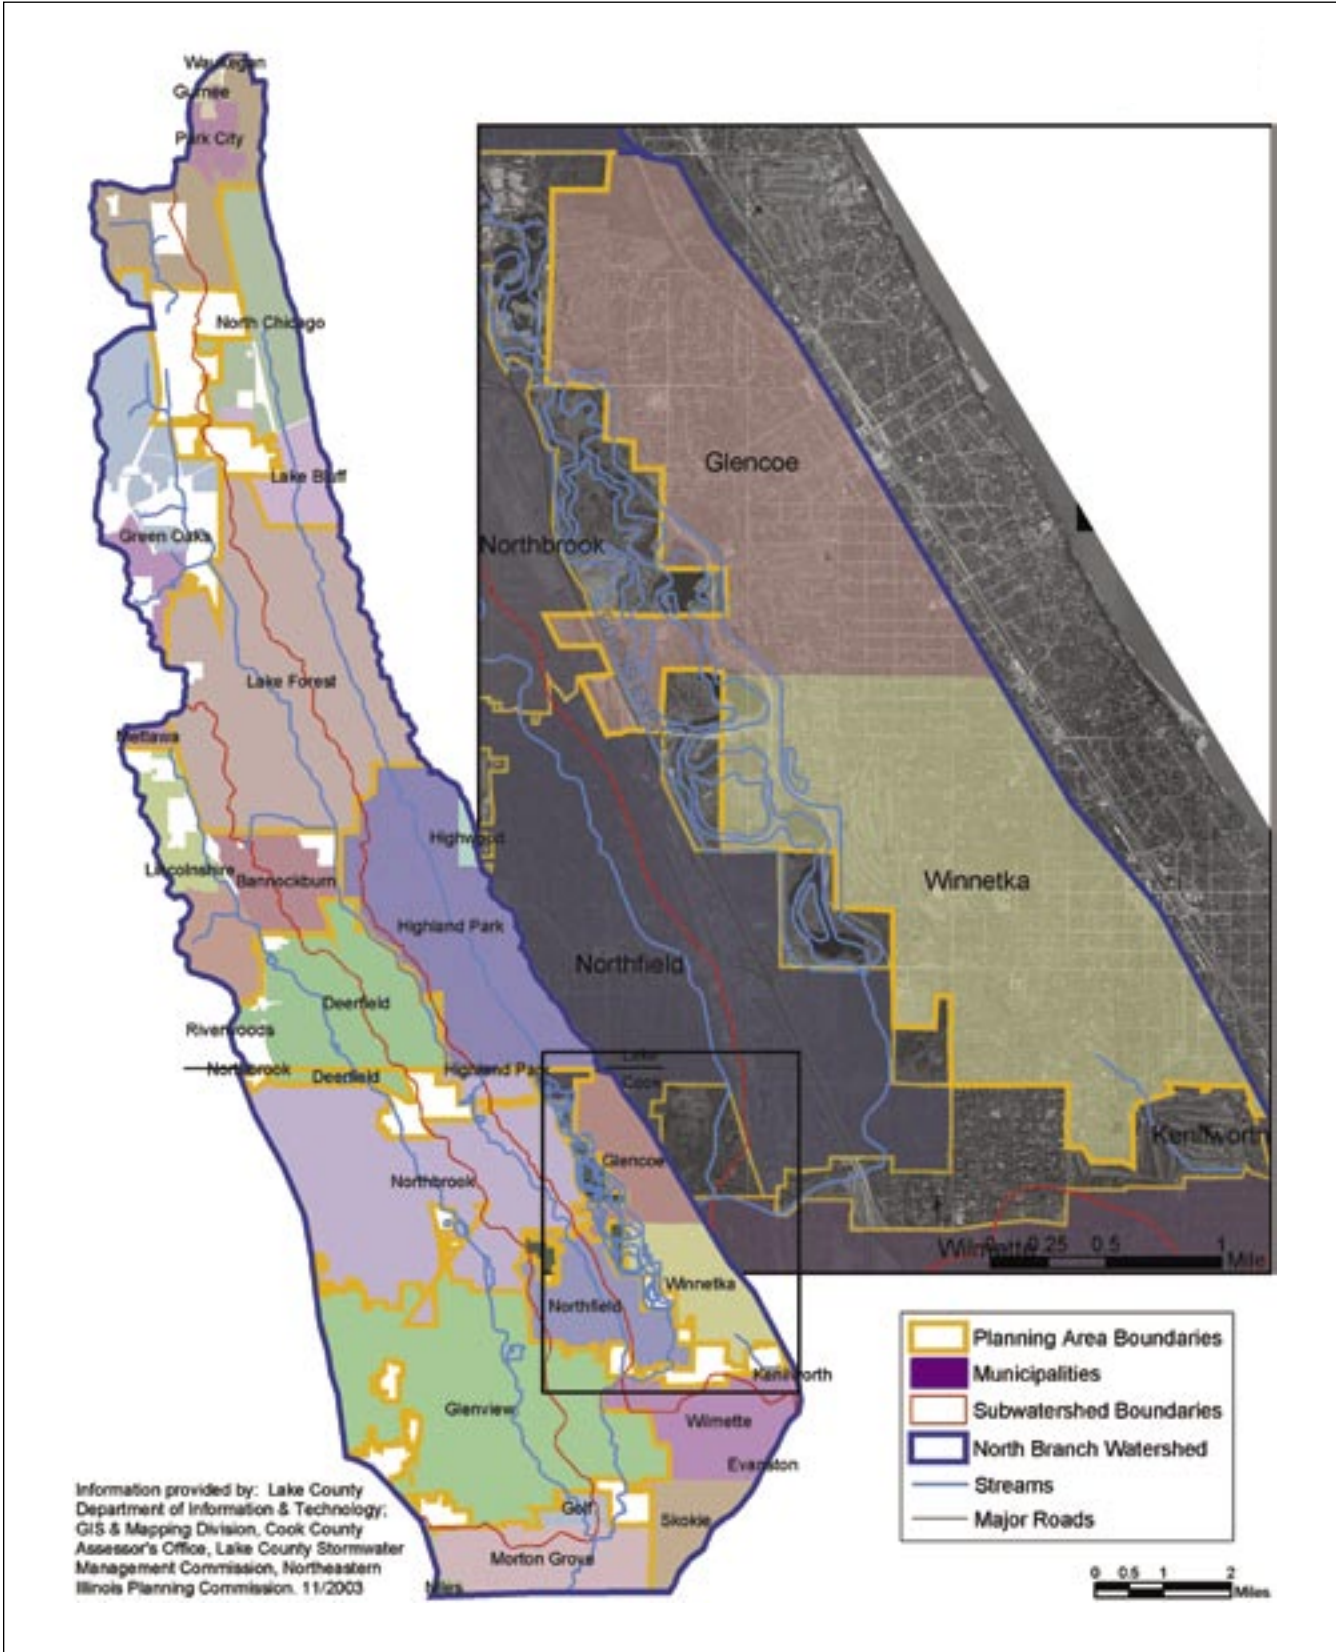 Waukegan
Gurnee
Park City
North Chicago
Lake Bluff
Green Oaks
Lake Forest
Mettawa
Highwood
Lincolnshire
Bannockburn
Highland Park
Deerfield
Riverwoods
Northbrook
Deerfield
Highland Park
Lake
Cook
Glencoe
Northbrook
Winnetka
Northfield
Kenilworth
Glenview
Wilmette
Evanston
Golf
Skokie
Morton Grove
Niles
Glencoe
Northbrook
Winnetka
Northfield
Kenilworth
Wilmette
0 0.25 0.5 1
Mile
Planning Area Boundaries
Municipalities
Subwatershed Boundaries
North Branch Watershed
Streams
Major Roads
0 0.5 1 2
Miles
Information provided by: Lake County
Department of Information & Technology;
GIS & Mapping Division, Cook County
Assessor's Office, Lake County Stormwater
Management Commission, Northeastern
Illinois Planning Commission. 11/2003